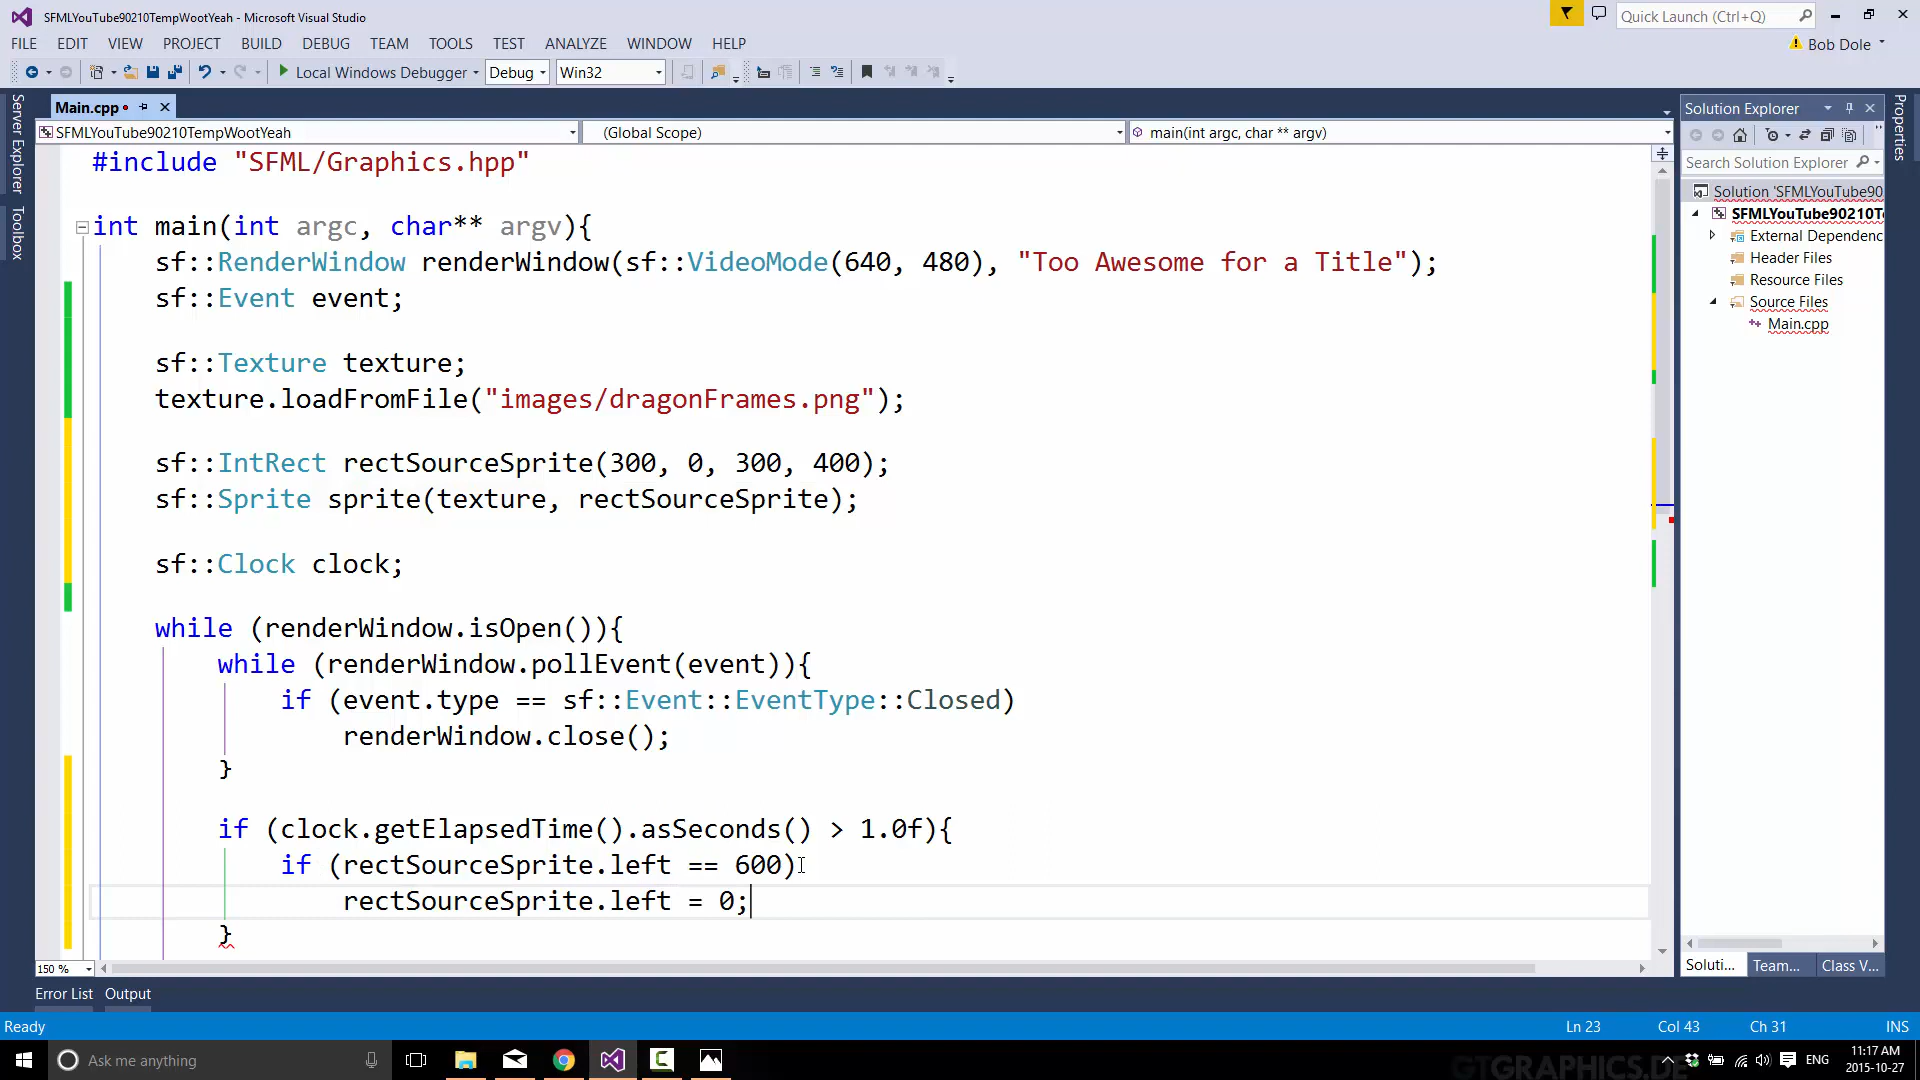 SFMLYouTube90210TempWootYeah - Microsoft Visual Studio
Quick Launch (Ctrl+Q)
FILE EDIT VIEW PROJECT BUILD DEBUG TEAM TOOLS TEST ANALYZE WINDOW HELP
Bob Dole
Local Windows Debugger Debug Win32
Server Explorer
Toolbox
Main.cpp
SFMLYouTube90210TempWootYeah (Global Scope) main(int argc, char ** argv)
#include "SFML/Graphics.hpp"
int main(int argc, char** argv){
sf::RenderWindow renderWindow(sf::VideoMode(640, 480), "Too Awesome for a Title");
sf::Event event;
sf::Texture texture;
texture.loadFromFile("images/dragonFrames.png");
sf::IntRect rectSourceSprite(300, 0, 300, 400);
sf::Sprite sprite(texture, rectSourceSprite);
sf::Clock clock;
while (renderWindow.isOpen()){
while (renderWindow.pollEvent(event)){
if (event.type == sf::Event::EventType::Closed)
renderWindow.close();
}
if (clock.getElapsedTime().asSeconds() > 1.0f){
if (rectSourceSprite.left == 600)
rectSourceSprite.left = 0;
}
150 %
Solution Explorer
Search Solution Explorer
Solution 'SFMLYouTube90
SFMLYouTube90210T
External Dependenc
Header Files
Resource Files
Source Files
Main.cpp
Soluti... Team... Class V...
Properties
Error List Output
Ready Ln 23 Col 43 Ch 31 INS
Ask me anything
GTGRAPHICS.DE
ENG
11:17 AM
2015-10-27